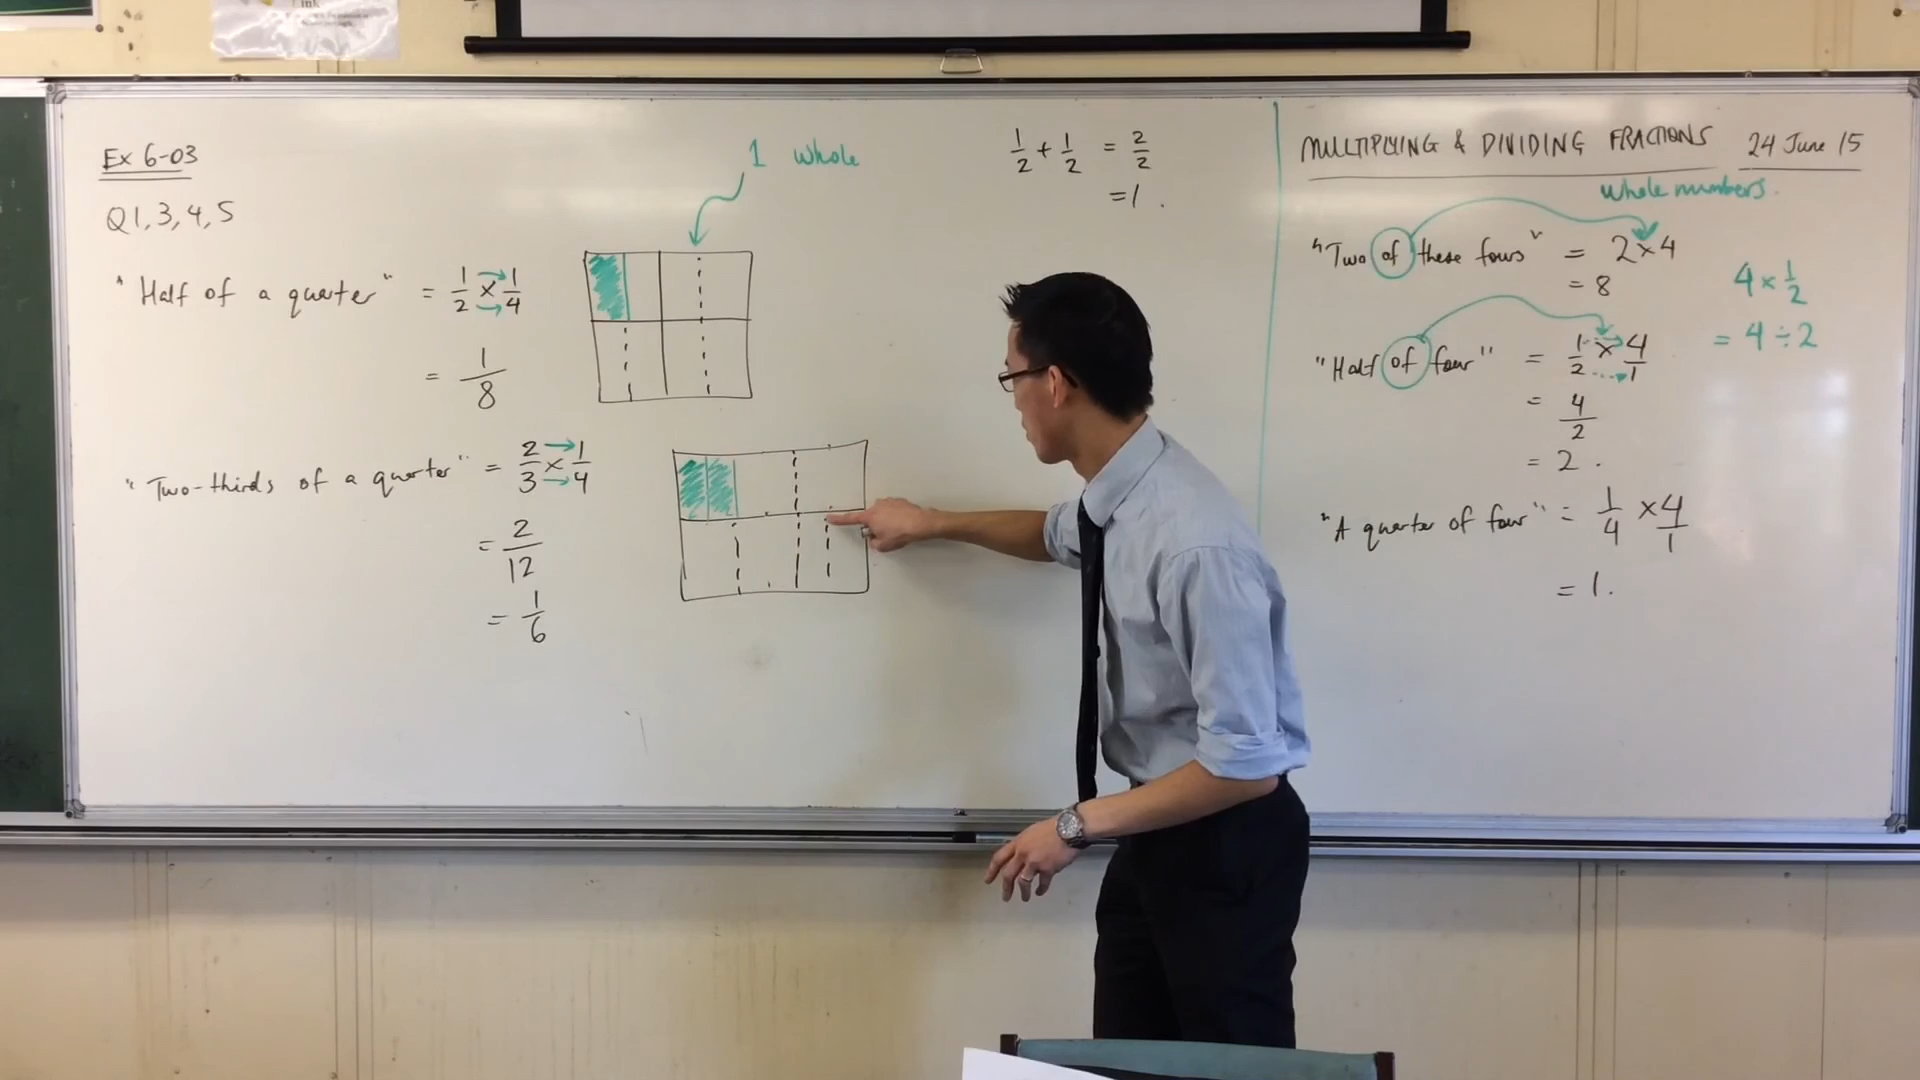 Ex 6-03
Q1, 3, 4, 5
"Half of a quarter" = 1/2 × 1/4
= 1/8
"Two-thirds of a quarter" = 2/3 × 1/4
= 2/12
= 1/6
1 whole
1/2 + 1/2 = 2/2
= 1.
MULTIPLYING & DIVIDING FRACTIONS 24 June 15
whole numbers.
"Two of these fours" = 2 × 4
= 8
"Half of four" = 1/2 × 4/1
= 4/2
= 2.
"A quarter of four" = 1/4 × 4/1
= 1.
4 × 1/2
= 4 ÷ 2